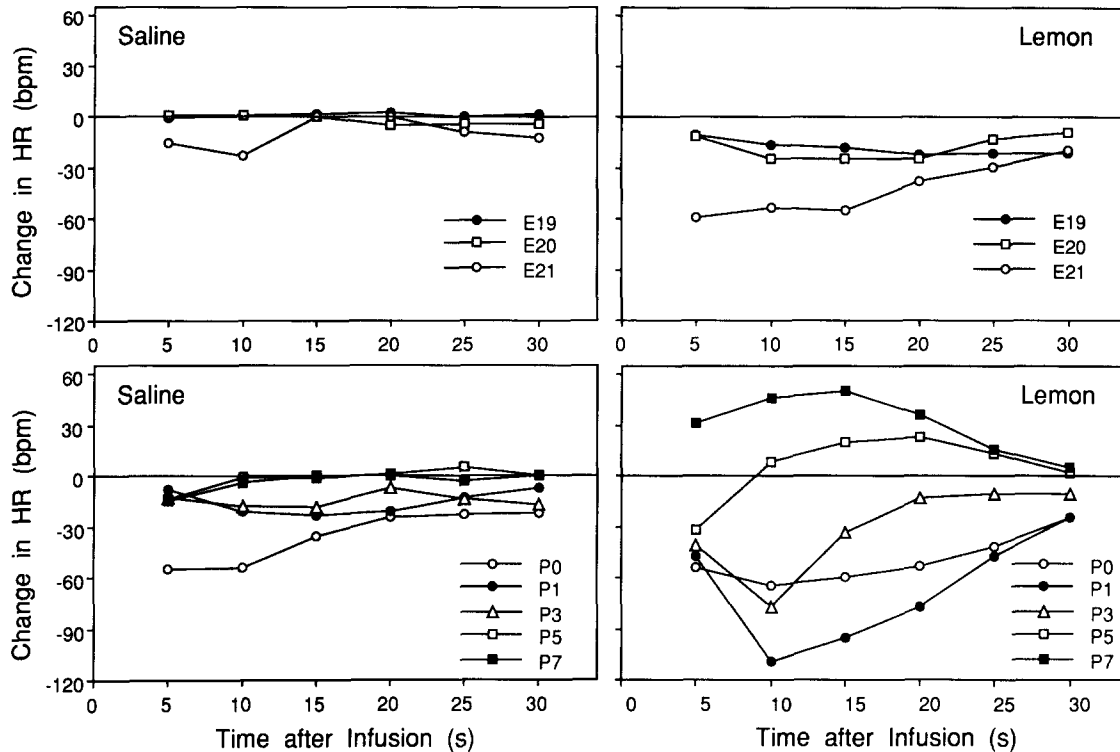 Change in HR (bpm)
60
30
0
-30
-60
-90
-120
Saline
E19
E20
E21
0 5 10 15 20 25 30
Lemon
E19
E20
E21
0 5 10 15 20 25 30
Change in HR (bpm)
60
30
0
-30
-60
-90
-120
Saline
P0
P1
P3
P5
P7
0 5 10 15 20 25 30
Time after Infusion (s)
Lemon
P0
P1
P3
P5
P7
0 5 10 15 20 25 30
Time after Infusion (s)